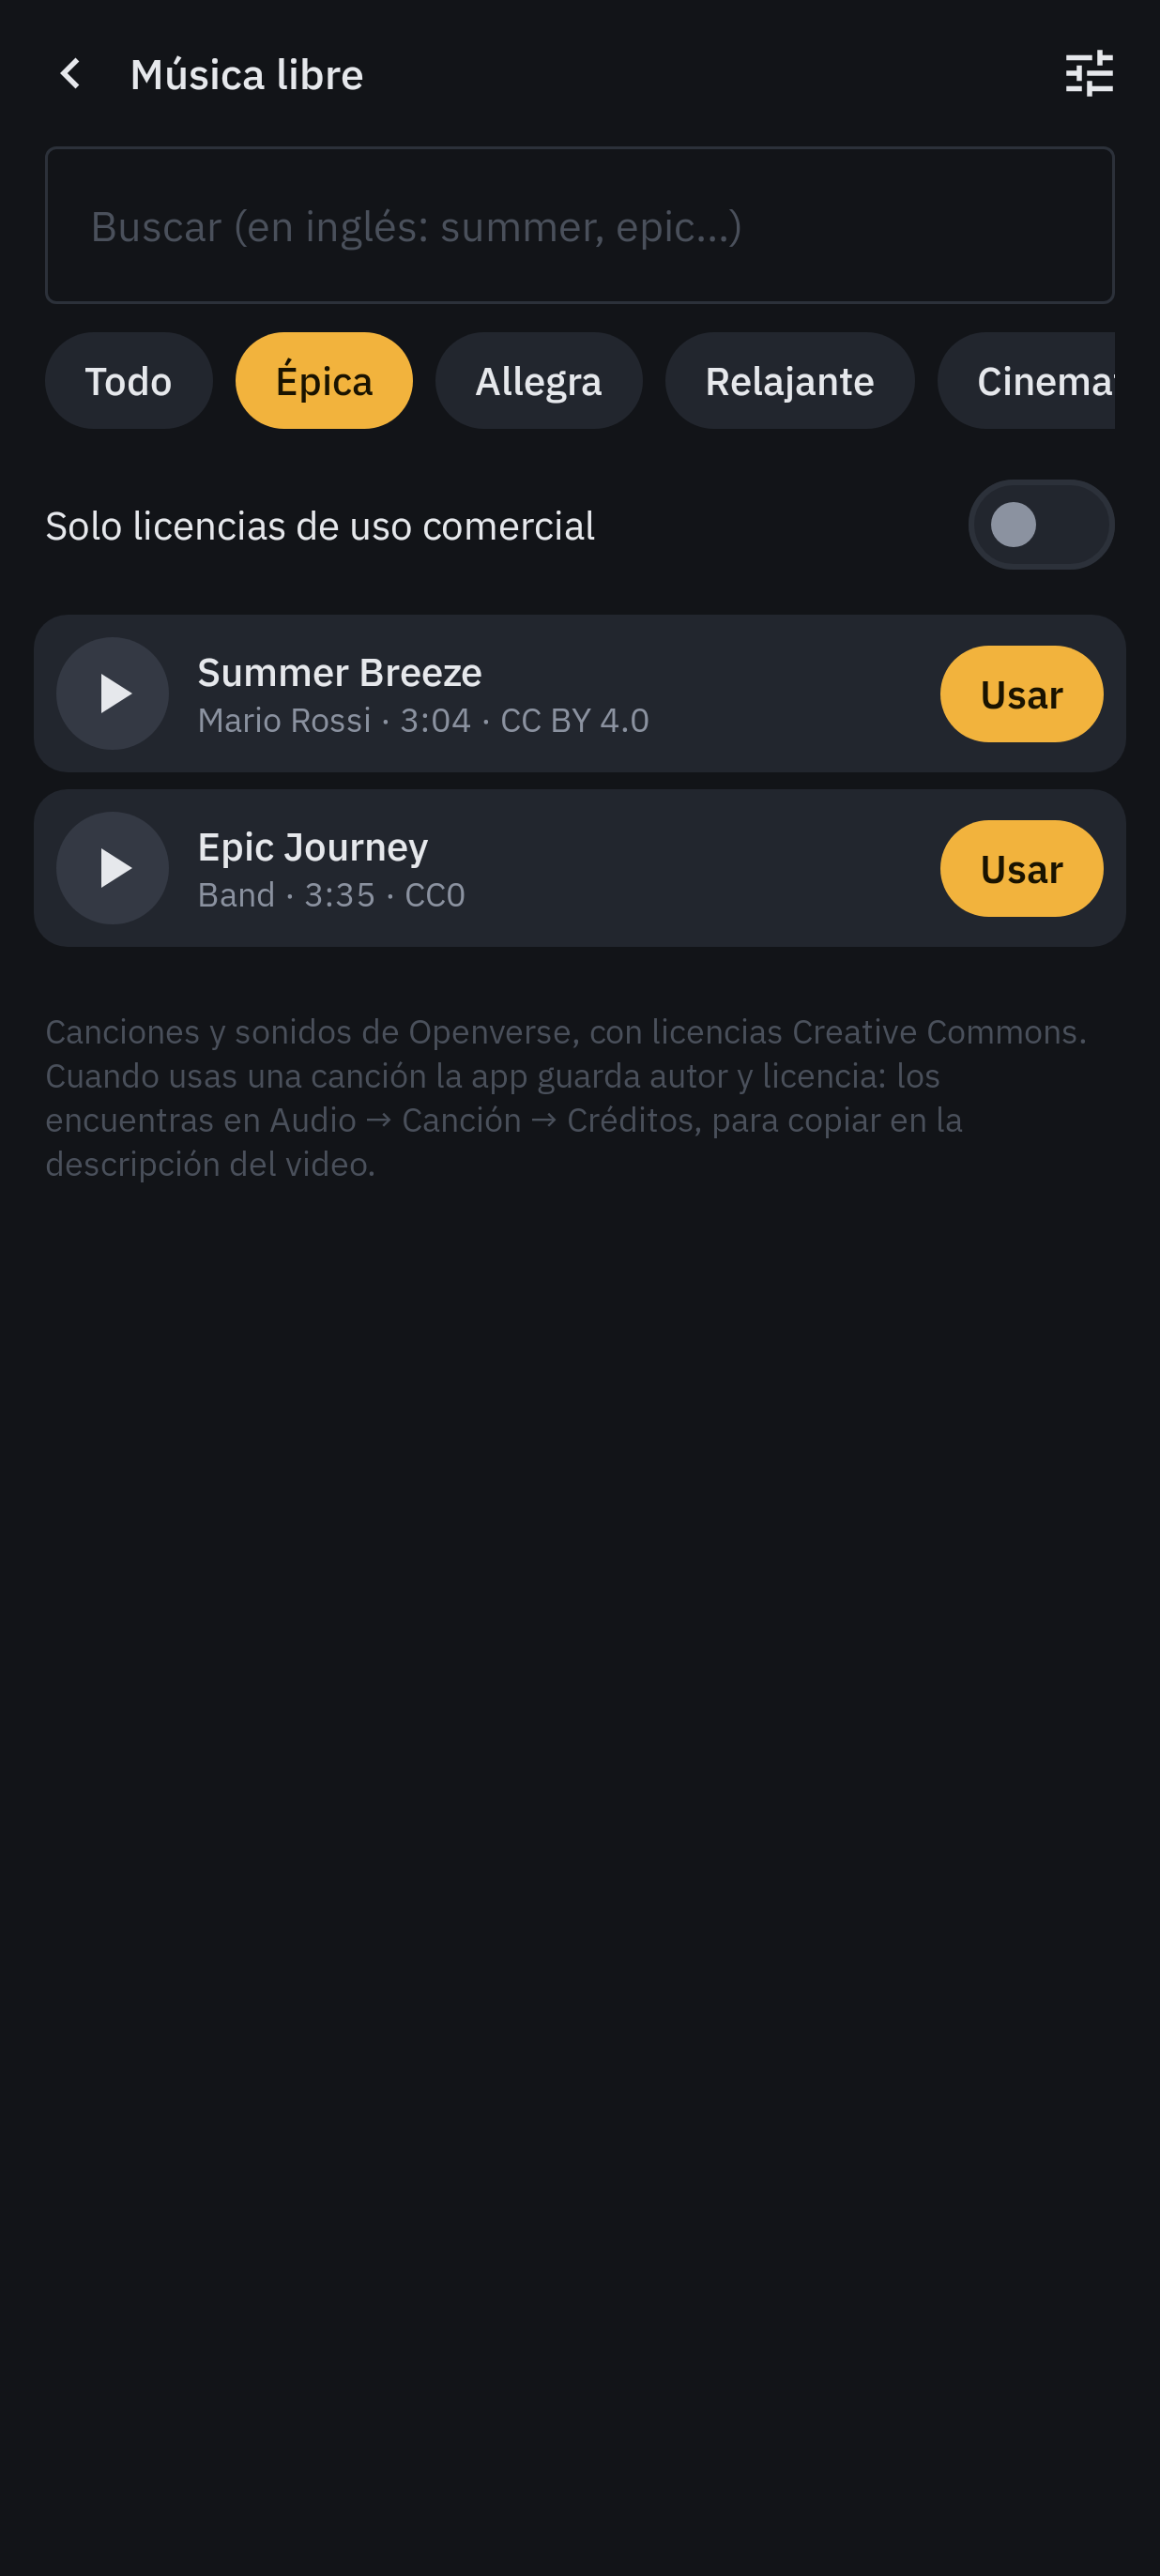 Música libre
Buscar (en inglés: summer, epic…)
Todo
Épica
Allegra
Relajante
Solo licencias de uso comercial
Summer Breeze
Mario Rossi · 3:04 · CC BY 4.0
Usar
Epic Journey
Band · 3:35 · CC0
Usar
Canciones y sonidos de Openverse, con licencias Creative Commons.
Cuando usas una canción la app guarda autor y licencia: los
encuentras en Audio → Canción → Créditos, para copiar en la
descripción del video.